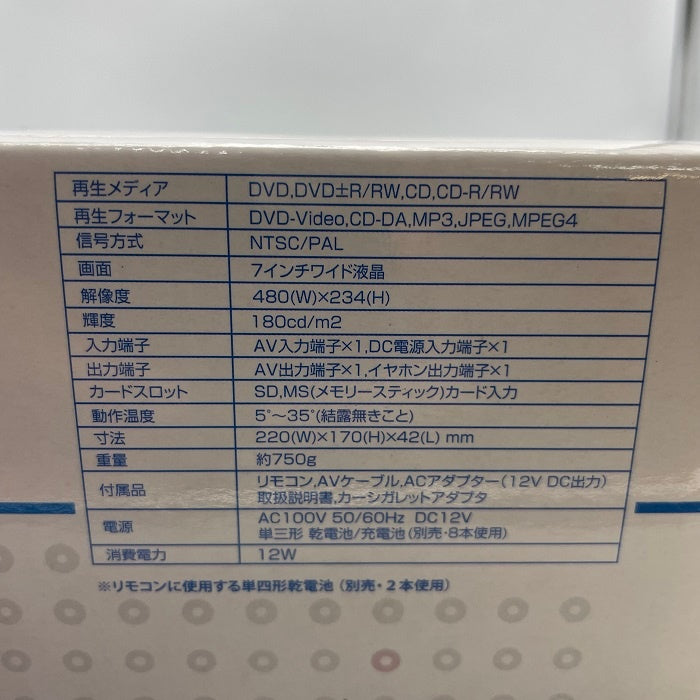 再生メディア DVD,DVD±R/RW,CD,CD-R/RW
再生フォーマット DVD-Video,CD-DA,MP3,JPEG,MPEG4
信号方式 NTSC/PAL
画面 7インチワイド液晶
解像度 480(W)×234(H)
輝度 180cd/m2
入力端子 AV入力端子×1,DC電源入力端子×1
出力端子 AV出力端子×1,イヤホン出力端子×1
カードスロット SD,MS(メモリースティック)カード入力
動作温度 5°~35°(結露無きこと)
寸法 220(W)×170(H)×42(L) mm
重量 約750g
付属品 リモコン,AVケーブル,ACアダプター(12V DC出力)
取扱説明書,カーシガレットアダプタ
電源 AC100V 50/60Hz DC12V
単三形 乾電池/充電池(別売・8本使用)
消費電力 12W
※リモコンに使用する単四形乾電池(別売・2本使用)